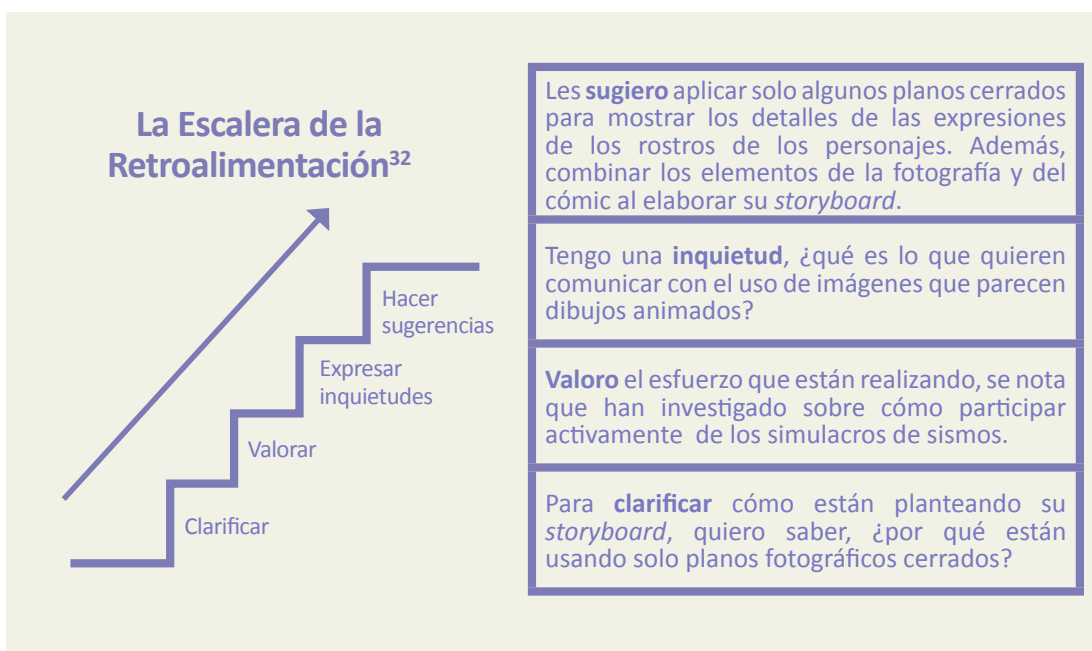 La Escalera de la
Retroalimentación32
Hacer
sugerencias
Expresar
inquietudes
Valorar
Clarificar
Les sugiero aplicar solo algunos planos cerrados
para mostrar los detalles de las expresiones
de los rostros de los personajes. Además,
combinar los elementos de la fotografía y del
cómic al elaborar su storyboard.
Tengo una inquietud, ¿qué es lo que quieren
comunicar con el uso de imágenes que parecen
dibujos animados?
Valoro el esfuerzo que están realizando, se nota
que han investigado sobre cómo participar
activamente de los simulacros de sismos.
Para clarificar cómo están planteando su
storyboard, quiero saber, ¿por qué están
usando solo planos fotográficos cerrados?